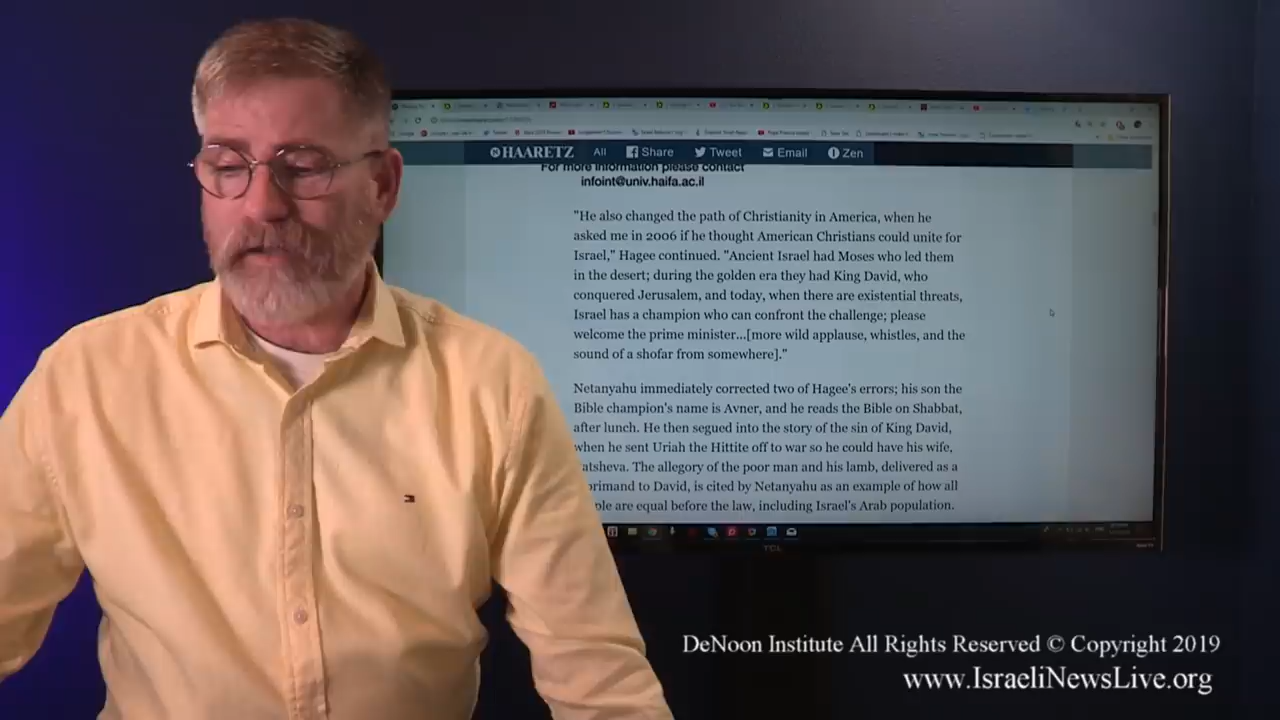 HAARETZ All Share Tweet Email Zen
For more information please contact
infoint@univ.haifa.ac.il
"He also changed the path of Christianity in America, when he
asked me in 2006 if he thought American Christians could unite for
Israel," Hagee continued. "Ancient Israel had Moses who led them
in the desert; during the golden era they had King David, who
conquered Jerusalem, and today, when there are existential threats,
Israel has a champion who can confront the challenge; please
welcome the prime minister...[more wild applause, whistles, and the
sound of a shofar from somewhere]."
Netanyahu immediately corrected two of Hagee's errors; his son the
Bible champion's name is Avner, and he reads the Bible on Shabbat,
after lunch. He then segued into the story of the sin of King David,
when he sent Uriah the Hittite off to war so he could have his wife,
atsheva. The allegory of the poor man and his lamb, delivered as a
primand to David, is cited by Netanyahu as an example of how all
ple are equal before the law, including Israel's Arab population.
TCL
DeNoon Institute All Rights Reserved © Copyright 2019
www.IsraeliNewsLive.org